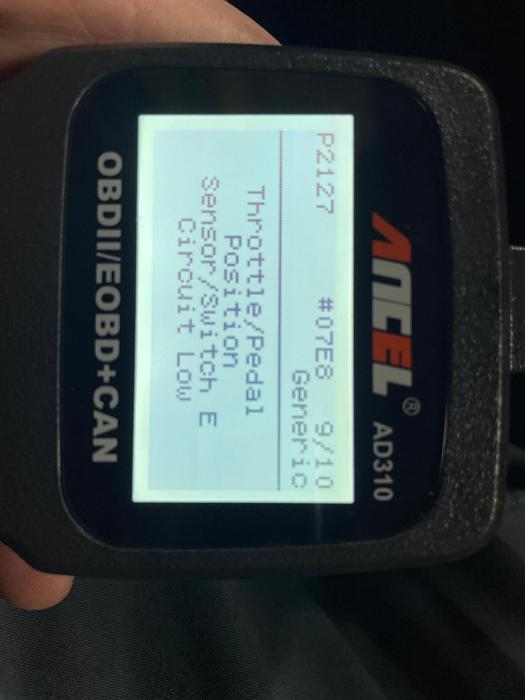 ANCEL® AD310
P2127 #07E8 9/10
Generic
Throttle/Pedal
Position
Sensor/Switch E
Circuit Low
OBDII/EOBD+CAN